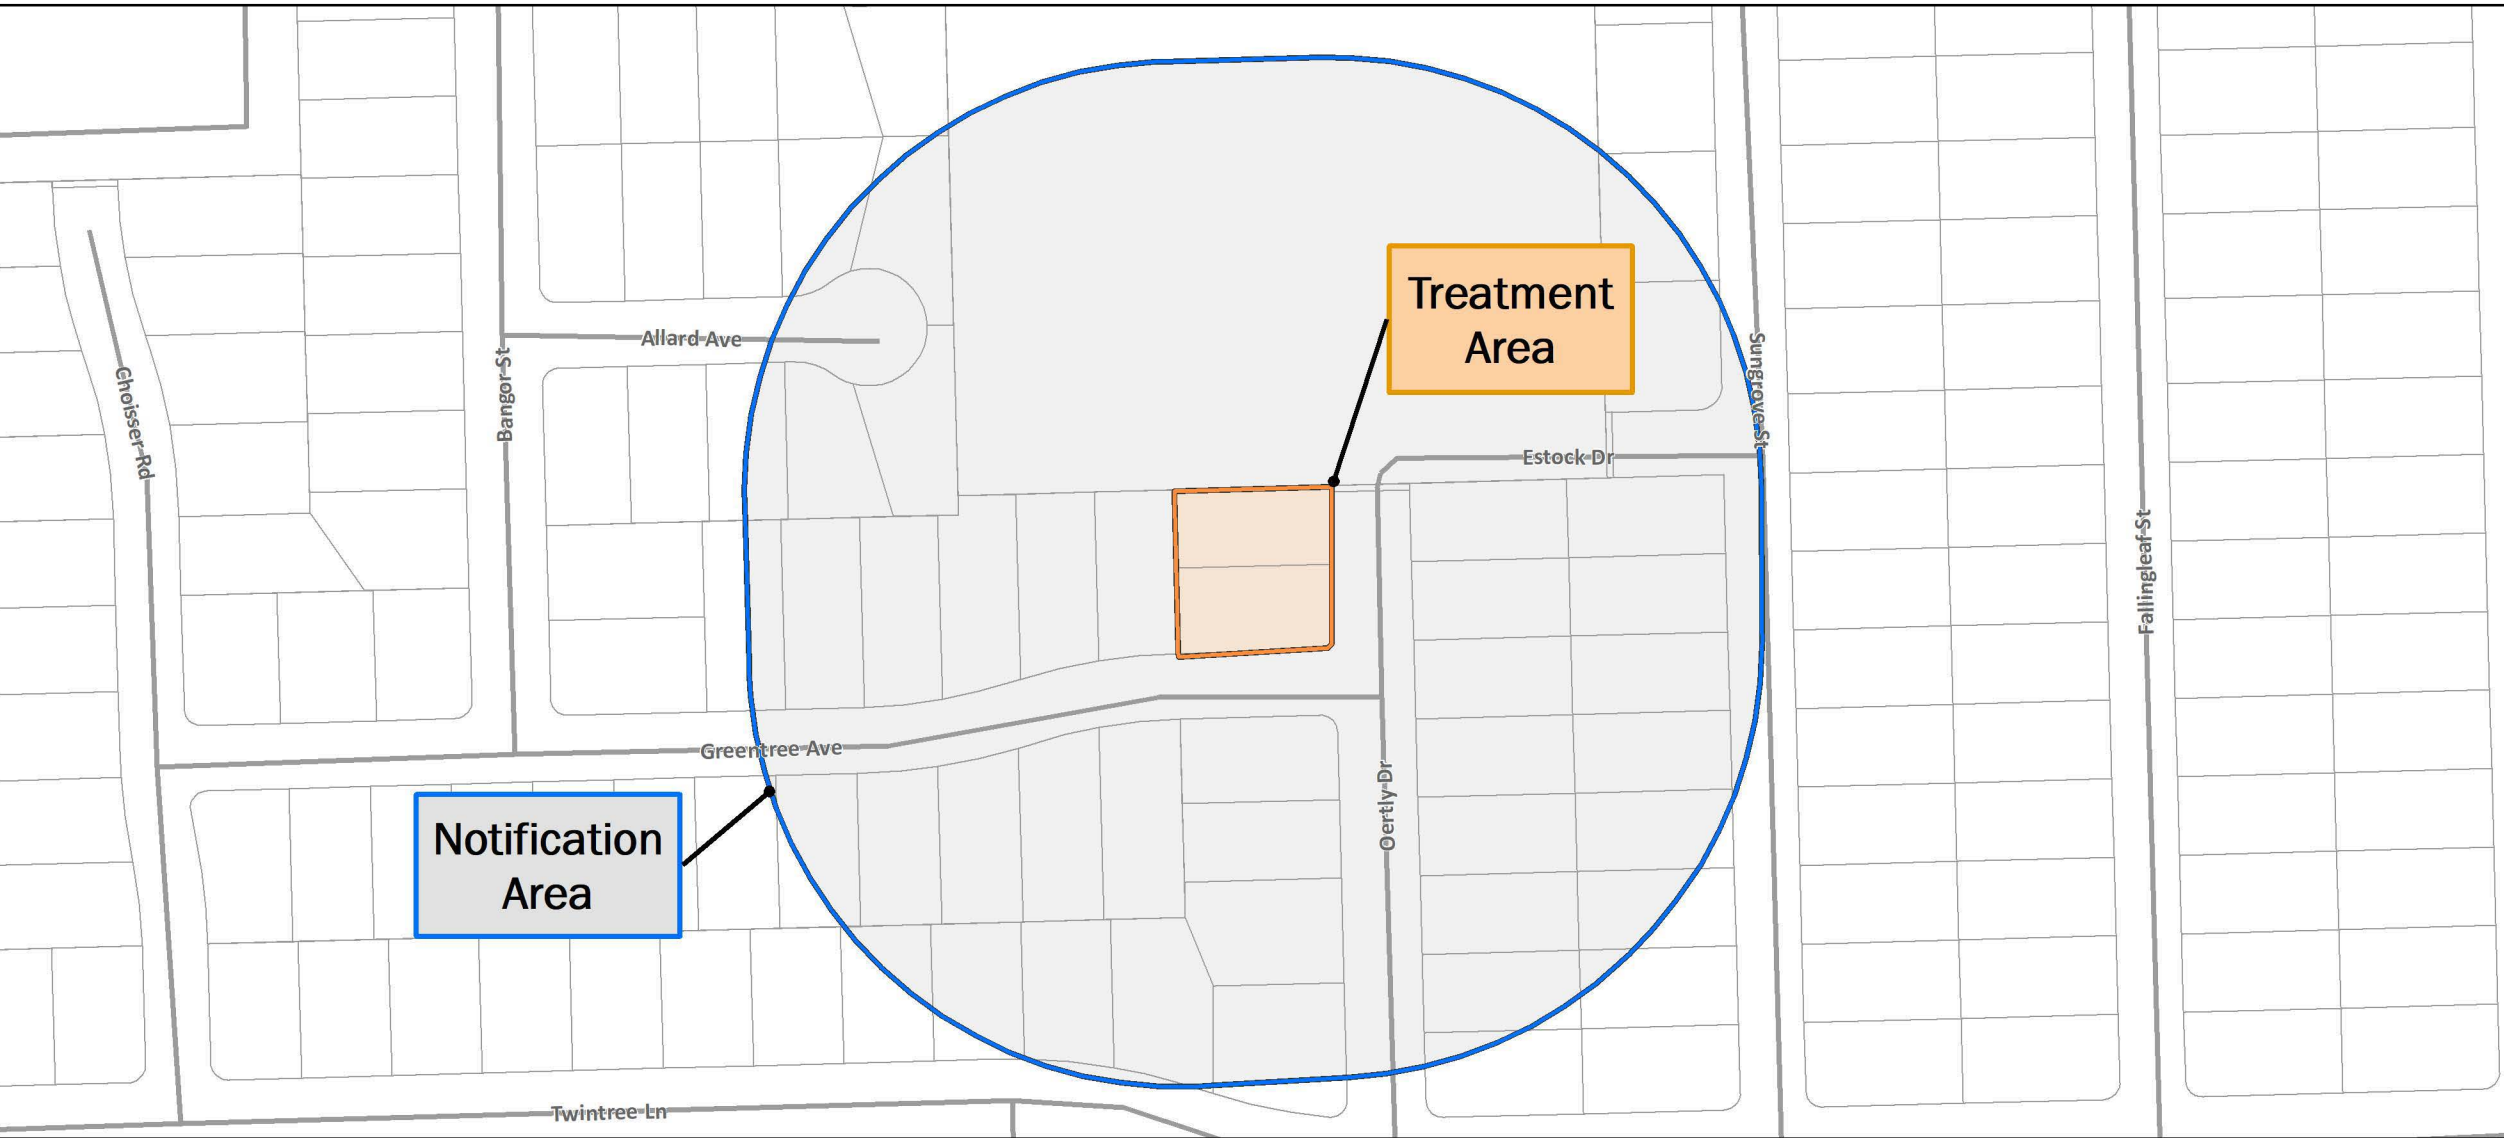 Treatment
Area
Allard Ave
Bangor St
Choisser Rd
Sungrove St
Estock Dr
Fallingleaf St
Greentree Ave
Oertly Dr
Notification
Area
Twintree Ln